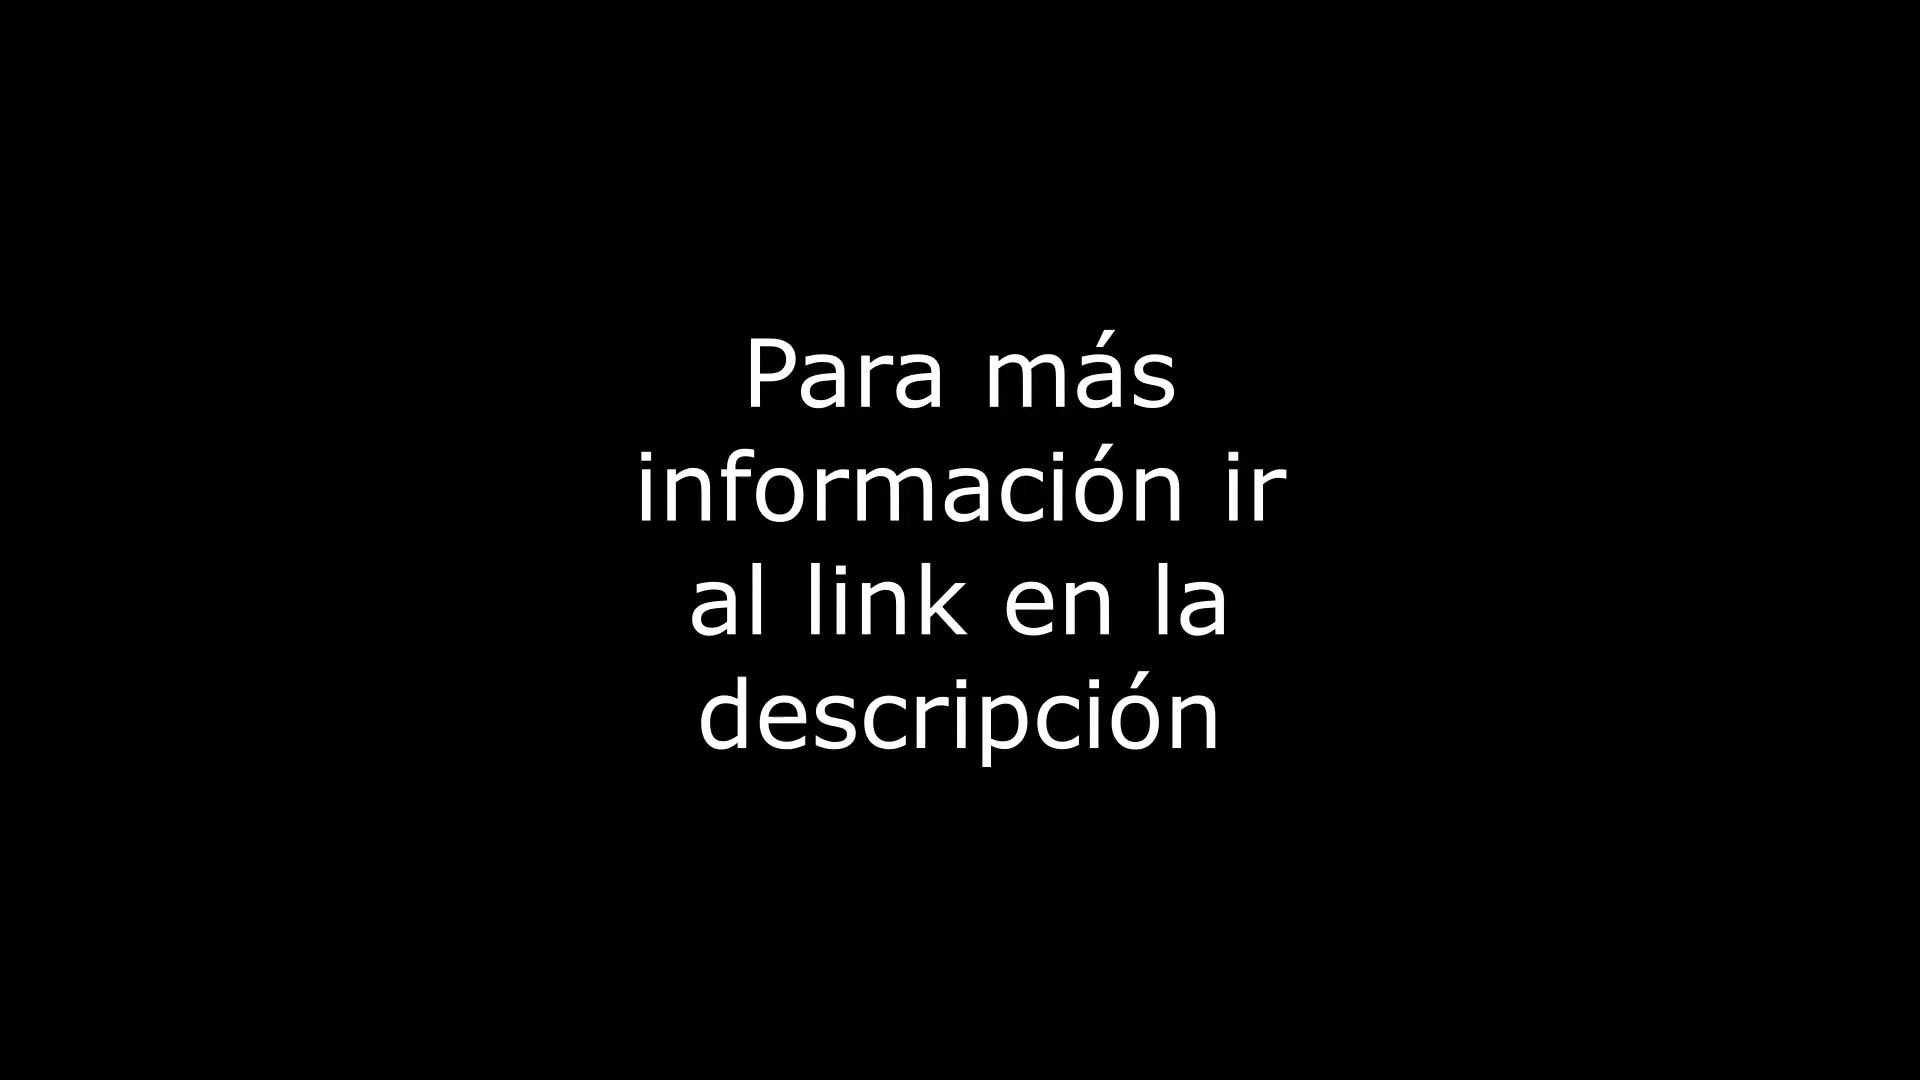 Para más
información ir
al link en la
descripción